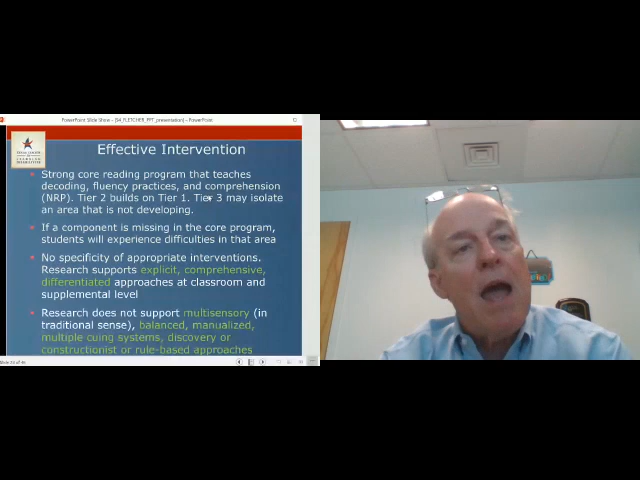 PowerPoint Slide Show - [S4_FLETCHER_PPT_presentation] - PowerPoint
Effective Intervention
Strong core reading program that teaches
decoding, fluency practices, and comprehension
(NRP). Tier 2 builds on Tier 1. Tier 3 may isolate
an area that is not developing.
If a component is missing in the core program,
students will experience difficulties in that area
No specificity of appropriate interventions.
Research supports explicit, comprehensive,
differentiated approaches at classroom and
supplemental level
Research does not support multisensory (in
traditional sense), balanced, manualized,
multiple cuing systems, discovery or
constructionist or rule-based approaches